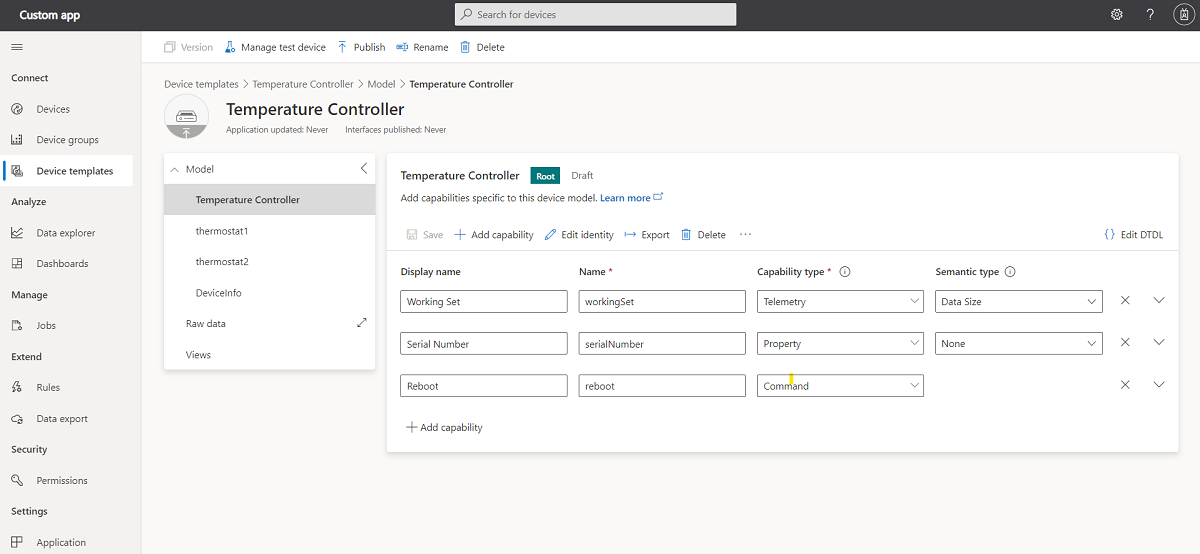 Custom app
Search for devices
?
Version
Manage test device
Publish
Rename
Delete
Connect
Devices
Device groups
Device templates
Analyze
Data explorer
Dashboards
Manage
Jobs
Extend
Rules
Data export
Security
Permissions
Settings
Application
Device templates > Temperature Controller > Model > Temperature Controller
Temperature Controller
Application updated: Never Interfaces published: Never
Model
Temperature Controller
thermostat1
thermostat2
DeviceInfo
Raw data
Views
Temperature Controller Root Draft
Add capabilities specific to this device model. Learn more
Save + Add capability Edit identity Export Delete ... {} Edit DTDL
Display name Name * Capability type * Semantic type
Working Set workingSet Telemetry Data Size
Serial Number serialNumber Property None
Reboot reboot Command
+ Add capability